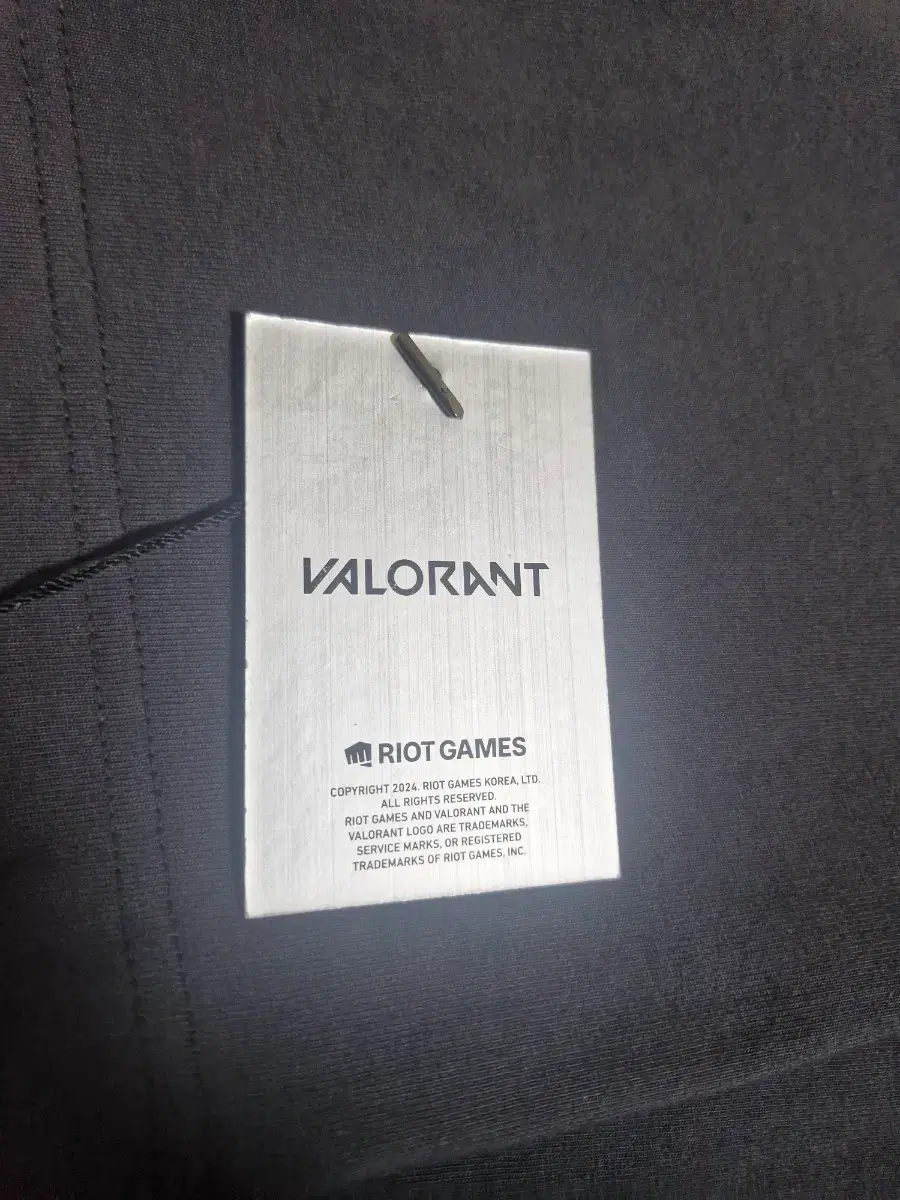 VALORANT
RIOT GAMES
COPYRIGHT 2024. RIOT GAMES KOREA, LTD.
ALL RIGHTS RESERVED.
RIOT GAMES AND VALORANT AND THE
VALORANT LOGO ARE TRADEMARKS,
SERVICE MARKS, OR REGISTERED
TRADEMARKS OF RIOT GAMES, INC.